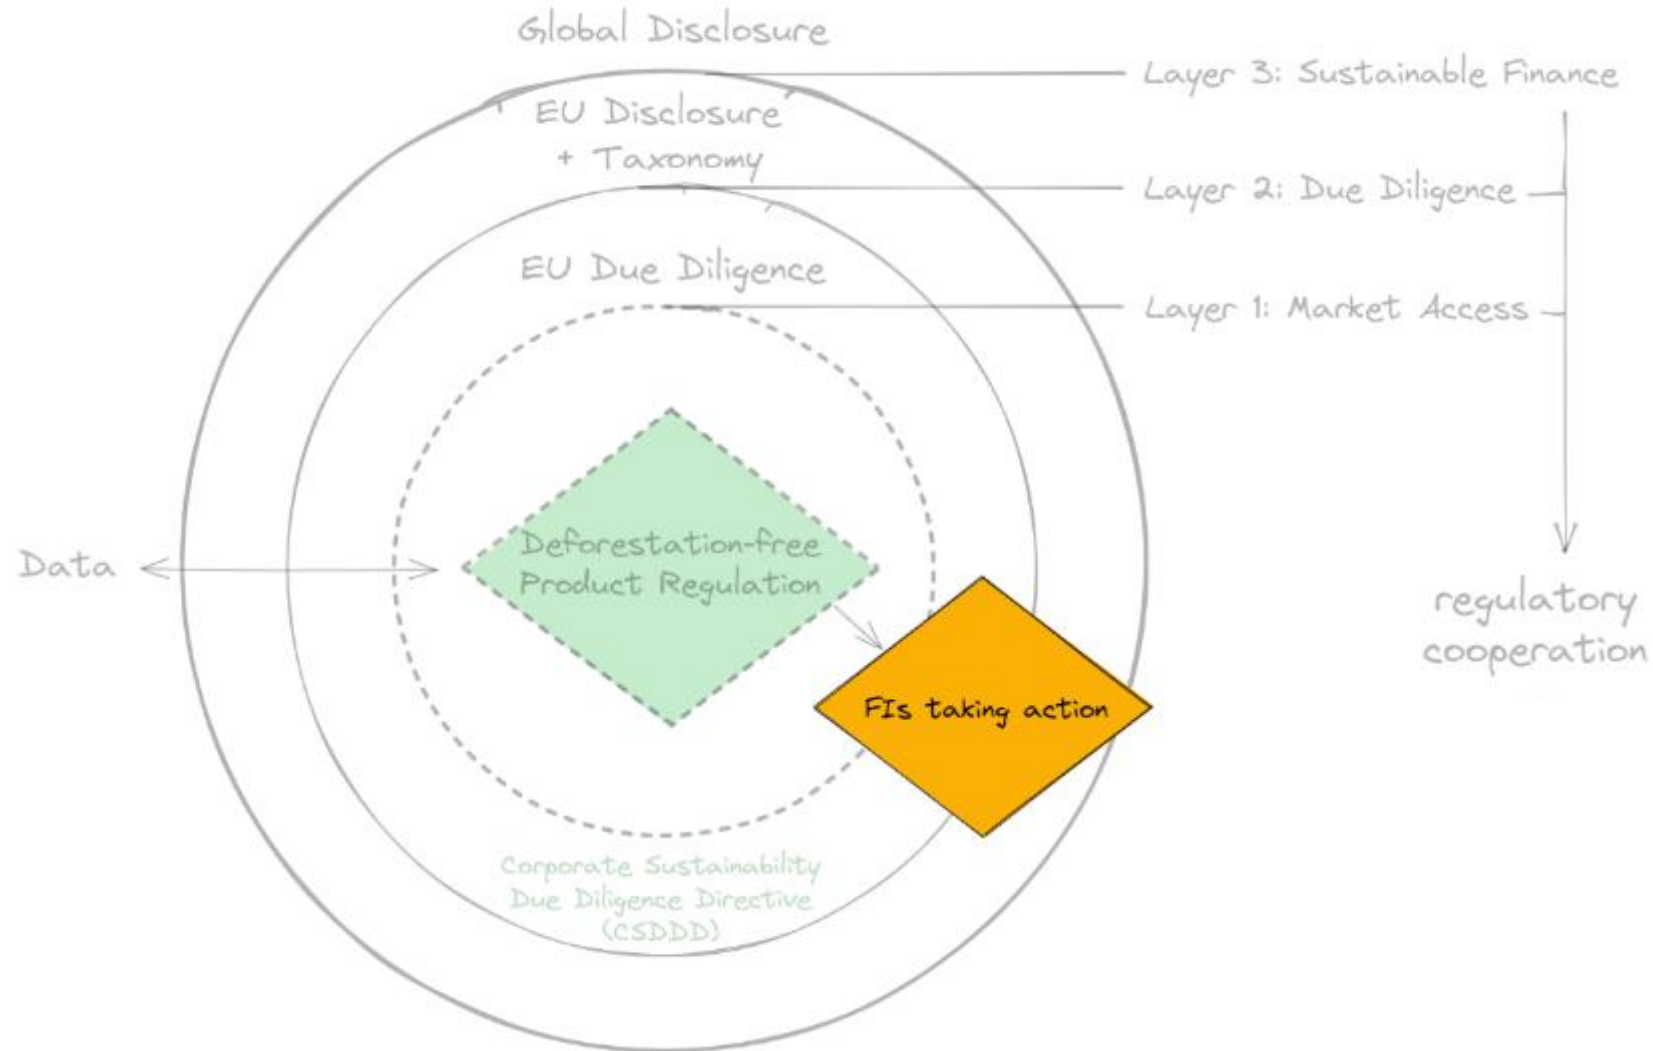 Global Disclosure
Layer 3: Sustainable Finance
EU Disclosure
+ Taxonomy
Layer 2: Due Diligence
EU Due Diligence
Layer 1: Market Access
Data
Deforestation-free
Product Regulation
regulatory
cooperation
FIs taking action
Corporate Sustainability
Due Diligence Directive
(CSDDD)